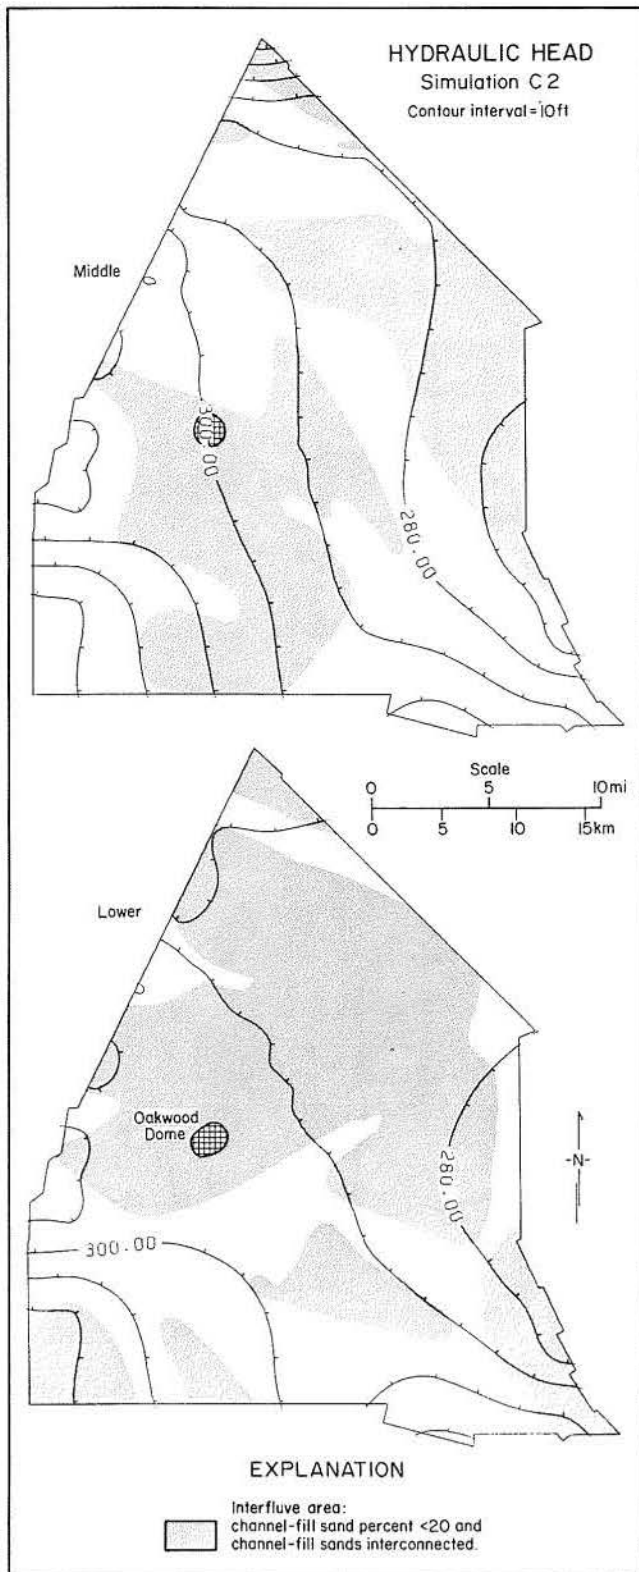 HYDRAULIC HEAD
Simulation C2
Contour interval=10ft
Middle
300.00
280.00
Scale
0 5 10 mi
0 5 10 15km
Lower
Oakwood
Dome
-N-
280.00
300.00
EXPLANATION
Interfluve area:
channel-fill sand percent <20 and
channel-fill sands interconnected.